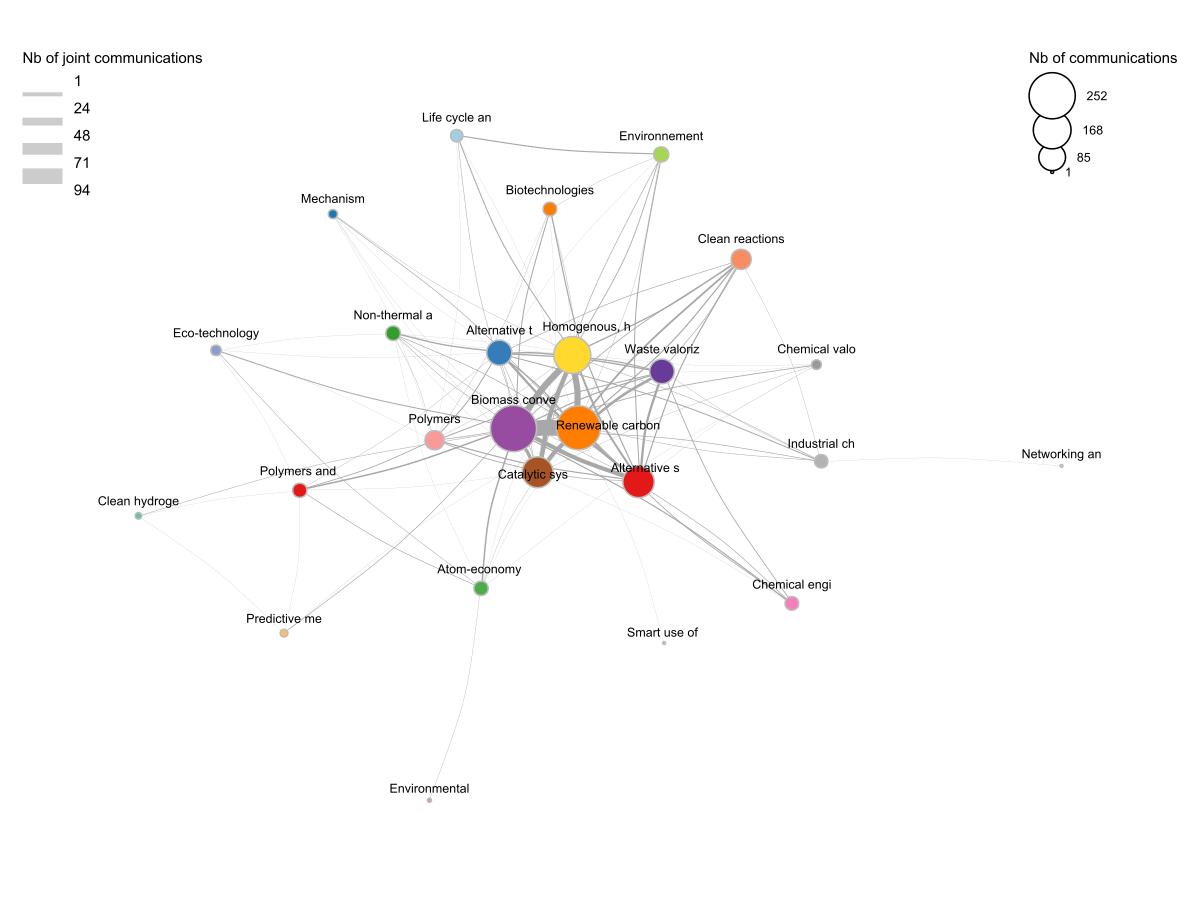 Nb of joint communications
1
24
48
71
94
Nb of communications
252
168
85
1
Life cycle an
Environnement
Biotechnologies
Mechanism
Clean reactions
Non-thermal a
Eco-technology
Alternative t
Homogenous, h
Waste valoriz
Chemical valo
Biomass conve
Polymers
Renewable carbon
Industrial ch
Networking an
Polymers and
Catalytic sys
Alternative s
Clean hydroge
Atom-economy
Chemical engi
Predictive me
Smart use of
Environmental